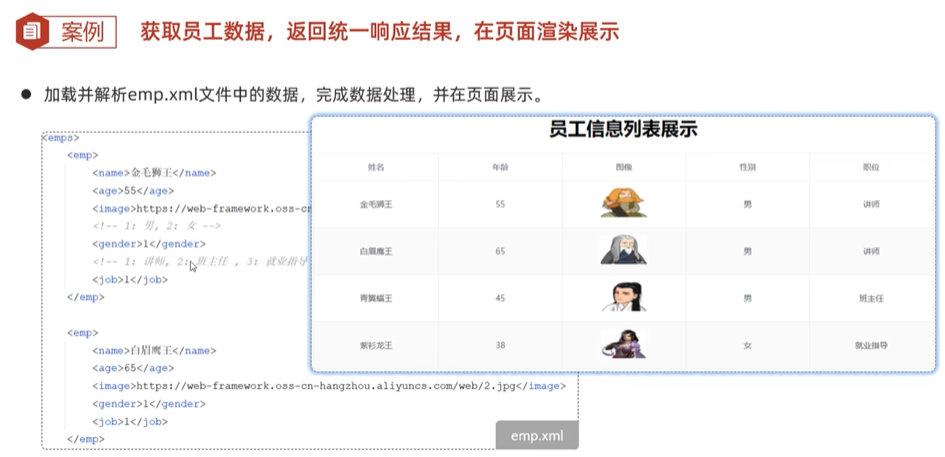 案例 获取员工数据，返回统一响应结果，在页面渲染展示
● 加载并解析emp.xml文件中的数据，完成数据处理，并在页面展示。
<emps>
<emp>
<name>金毛狮王</name>
<age>55</age>
<image>https://web-framework.oss-cn
<!-- 1: 男, 2: 女 -->
<gender>1</gender>
<!-- 1: 讲师, 2: 班主任 , 3: 就业指导
<job>1</job>
</emp>
<emp>
<name>白眉鹰王</name>
<age>65</age>
<image>https://web-framework.oss-cn-hangzhou.aliyuncs.com/web/2.jpg</image>
<gender>1</gender>
<job>1</job>
</emp>
emp.xml
员工信息列表展示
姓名 年龄 图像 性别 职位
金毛狮王 55 男 讲师
白眉鹰王 65 男 讲师
青翼蝠王 45 男 班主任
紫衫龙王 38 女 就业指导